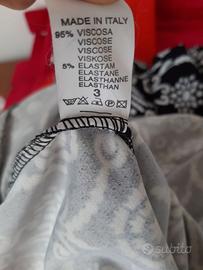 MADE IN ITALY
95% VISCOSA
VISCOSE
VISCOSE
VISKOSE
5% ELASTAM
ELASTANE
ELASTHANNE
ELASTHAN
3
subito